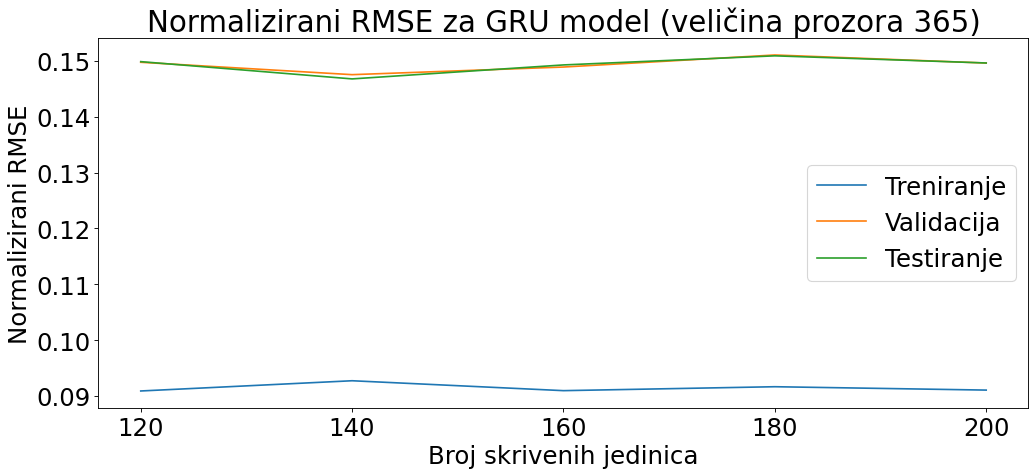 Normalizirani RMSE za GRU model (veličina prozora 365)
Normalizirani RMSE
0.15
0.14
0.13
0.12
0.11
0.10
0.09
Treniranje
Validacija
Testiranje
120 140 160 180 200
Broj skrivenih jedinica